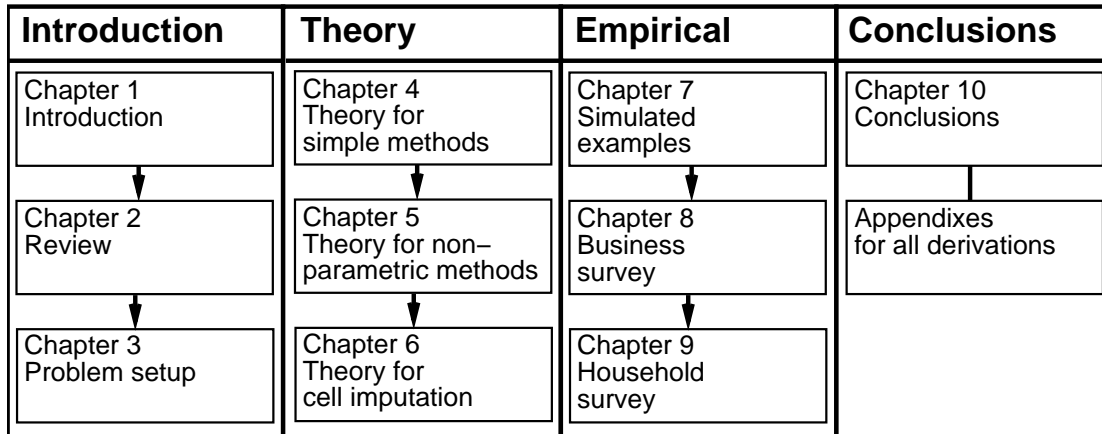 Introduction
Chapter 1
Introduction
Chapter 2
Review
Chapter 3
Problem setup
Theory
Chapter 4
Theory for
simple methods
Chapter 5
Theory for non–
parametric methods
Chapter 6
Theory for
cell imputation
Empirical
Chapter 7
Simulated
examples
Chapter 8
Business
survey
Chapter 9
Household
survey
Conclusions
Chapter 10
Conclusions
Appendixes
for all derivations